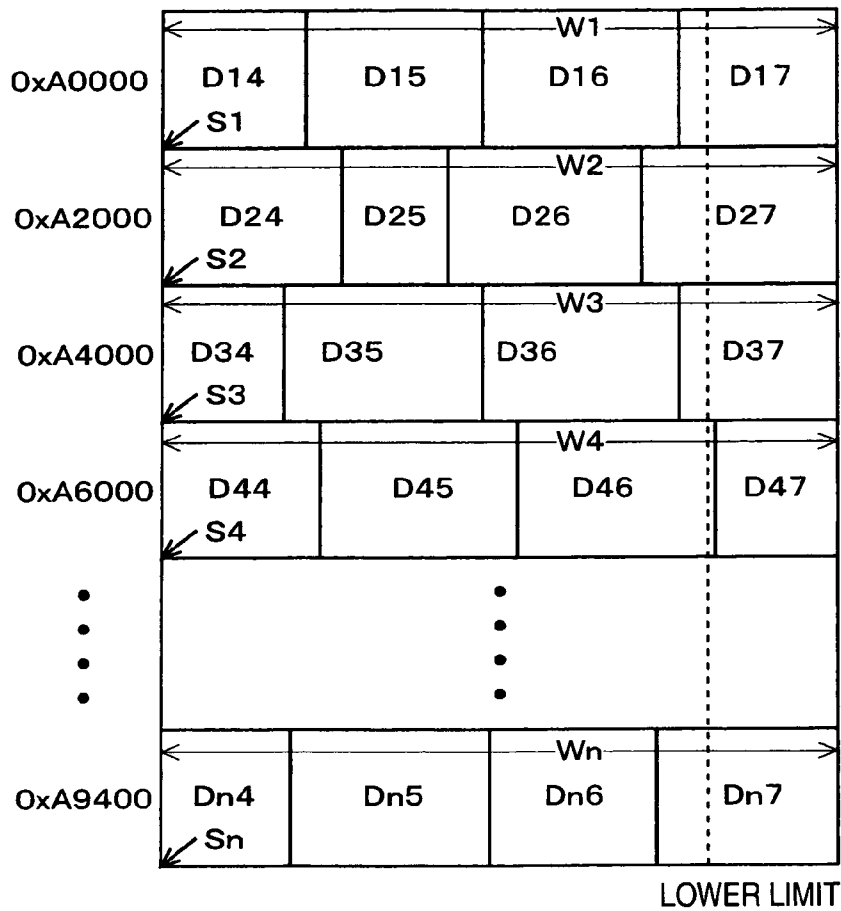 W1
0xA0000 D14 D15 D16 D17
S1
W2
0xA2000 D24 D25 D26 D27
S2
W3
0xA4000 D34 D35 D36 D37
S3
W4
0xA6000 D44 D45 D46 D47
S4
Wn
0xA9400 Dn4 Dn5 Dn6 Dn7
Sn
LOWER LIMIT